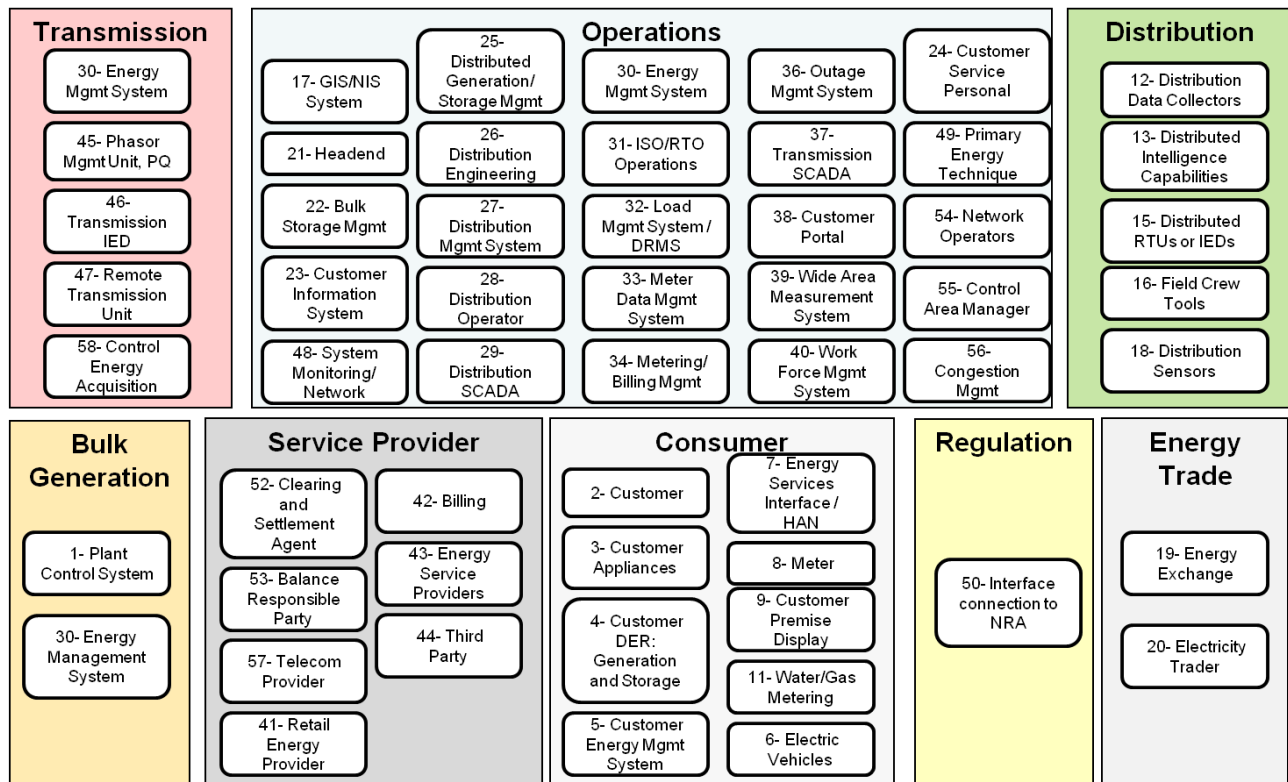 Transmission
30- Energy
Mgmt System
45- Phasor
Mgmt Unit, PQ
46-
Transmission
IED
47- Remote
Transmission
Unit
58- Control
Energy
Acquisition
Operations
17- GIS/NIS
System
21- Headend
22- Bulk
Storage Mgmt
23- Customer
Information
System
48- System
Monitoring/
Network
25-
Distributed
Generation/
Storage Mgmt
26-
Distribution
Engineering
27-
Distribution
Mgmt System
28-
Distribution
Operator
29-
Distribution
SCADA
30- Energy
Mgmt System
31- ISO/RTO
Operations
32- Load
Mgmt System /
DRMS
33- Meter
Data Mgmt
System
34- Metering/
Billing Mgmt
36- Outage
Mgmt System
37-
Transmission
SCADA
38- Customer
Portal
39- Wide Area
Measurement
System
40- Work
Force Mgmt
System
24- Customer
Service
Personal
49- Primary
Energy
Technique
54- Network
Operators
55- Control
Area Manager
56-
Congestion
Mgmt
Distribution
12- Distribution
Data Collectors
13- Distributed
Intelligence
Capabilities
15- Distributed
RTUs or IEDs
16- Field Crew
Tools
18- Distribution
Sensors
Bulk
Generation
1- Plant
Control System
30- Energy
Management
System
Service Provider
52- Clearing
and
Settlement
Agent
53- Balance
Responsible
Party
57- Telecom
Provider
41- Retail
Energy
Provider
42- Billing
43- Energy
Service
Providers
44- Third
Party
Consumer
2- Customer
3- Customer
Appliances
4- Customer
DER:
Generation
and Storage
5- Customer
Energy Mgmt
System
7- Energy
Services
Interface /
HAN
8- Meter
9- Customer
Premise
Display
11- Water/Gas
Metering
6- Electric
Vehicles
Regulation
50- Interface
connection to
NRA
Energy
Trade
19- Energy
Exchange
20- Electricity
Trader